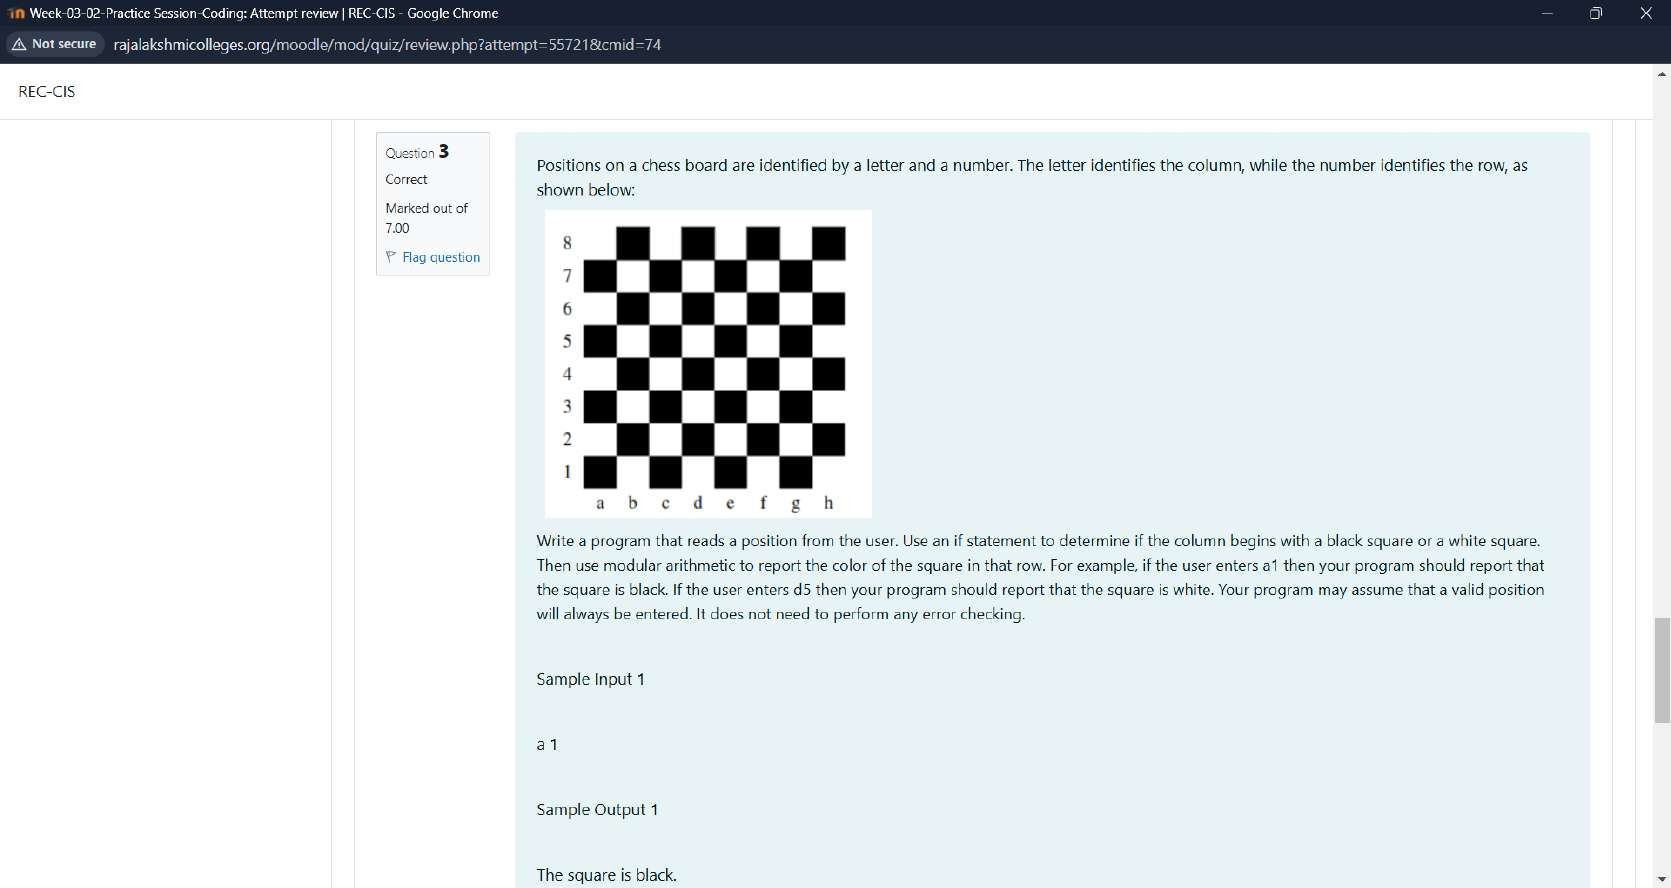 Week-03-02-Practice Session-Coding: Attempt review | REC-CIS - Google Chrome
Not secure rajalakshmicolleges.org/moodle/mod/quiz/review.php?attempt=55721&cmid=74
REC-CIS
Question 3
Correct
Marked out of
7.00
Flag question
Positions on a chess board are identified by a letter and a number. The letter identifies the column, while the number identifies the row, as
shown below:
8
7
6
5
4
3
2
1
a b c d e f g h
Write a program that reads a position from the user. Use an if statement to determine if the column begins with a black square or a white square.
Then use modular arithmetic to report the color of the square in that row. For example, if the user enters a1 then your program should report that
the square is black. If the user enters d5 then your program should report that the square is white. Your program may assume that a valid position
will always be entered. It does not need to perform any error checking.
Sample Input 1
a 1
Sample Output 1
The square is black.